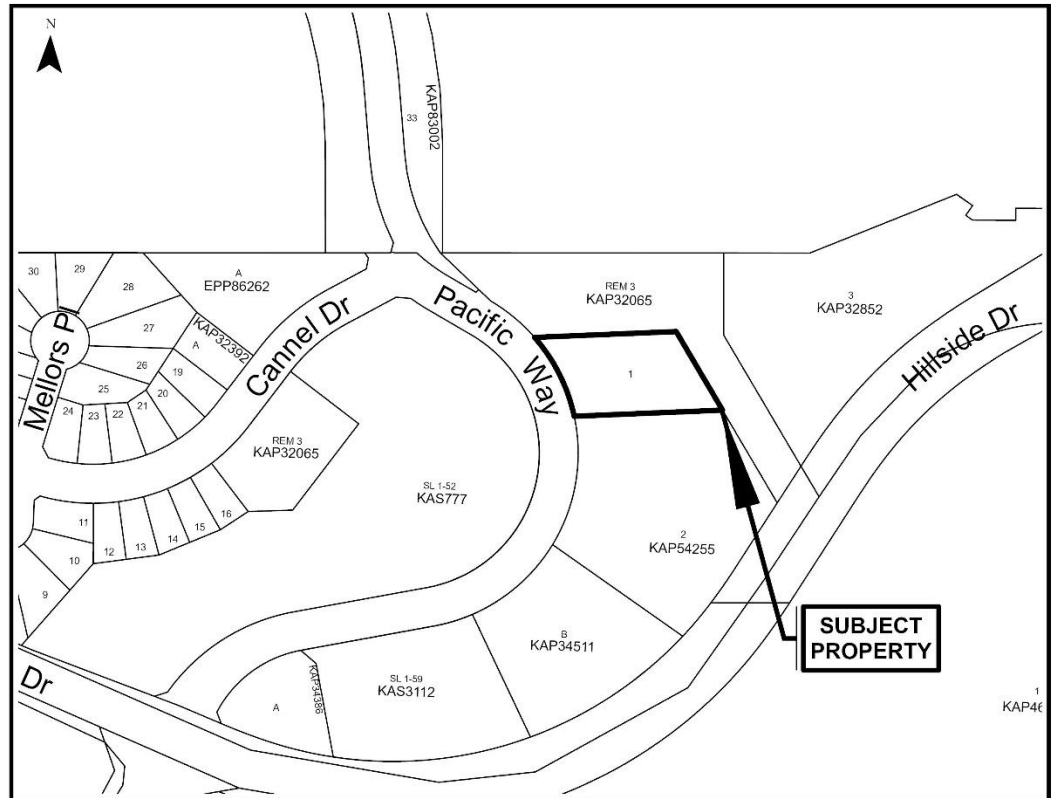 N
33
KAP83002
30
29
28
27
26
25
24
23
22
21
20
19
A
EPP86262
KAP32392
A
Mellors Pl
Cannel Dr
Pacific Way
REM 3
KAP32065
3
KAP32852
Hillside Dr
1
REM 3
KAP32065
SL 1-52
KAS777
11
10
9
12
13
14
15
16
2
KAP54255
B
KAP34511
SUBJECT
PROPERTY
SL 1-59
KAS3112
KAP34386
A
Dr
1
KAP46